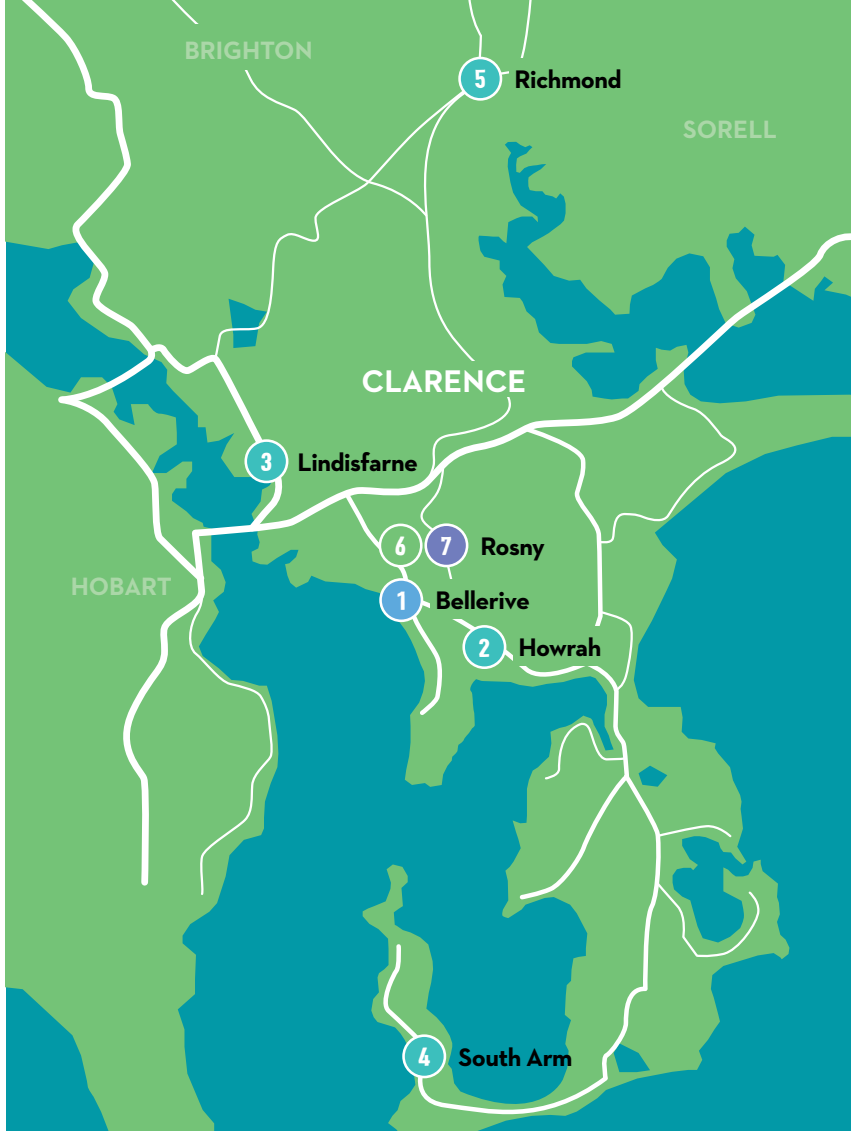 BRIGHTON
5 Richmond
SORELL
CLARENCE
3 Lindisfarne
6 7 Rosny
HOBART
1 Bellerive
2 Howrah
4 South Arm